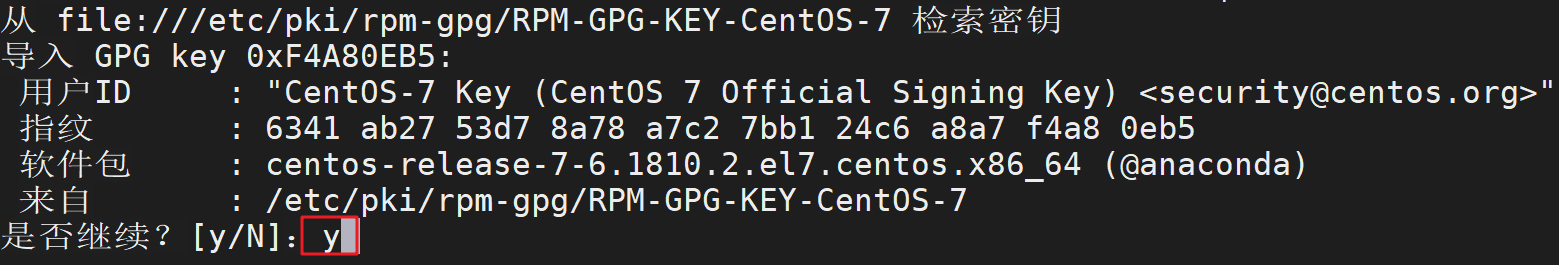 从 file:///etc/pki/rpm-gpg/RPM-GPG-KEY-CentOS-7 检索密钥
导入 GPG key 0xF4A80EB5:
用户ID     : "CentOS-7 Key (CentOS 7 Official Signing Key) <security@centos.org>"
指纹       : 6341 ab27 53d7 8a78 a7c2 7bb1 24c6 a8a7 f4a8 0eb5
软件包     : centos-release-7-6.1810.2.el7.centos.x86_64 (@anaconda)
来自       : /etc/pki/rpm-gpg/RPM-GPG-KEY-CentOS-7
是否继续？[y/N]：y